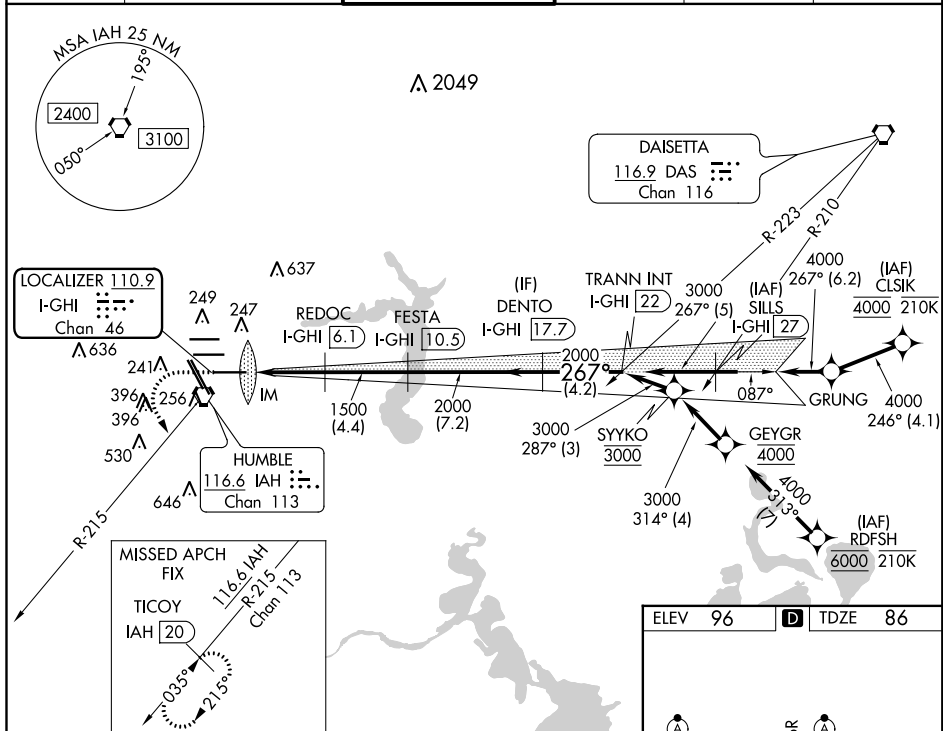 MSA IAH 25 NM
195°
2400
3100
050°
2049
DAISETTA
116.9 DAS
Chan 116
R-223
R-210
LOCALIZER 110.9
I-GHI
Chan 46
249
247
637
636
241
396
396
256
530
646
IM
REDOC
I-GHI 6.1
FESTA
I-GHI 10.5
(IF)
DENTO
I-GHI 17.7
TRANN INT
I-GHI 22
3000
267° (5)
(IAF)
SILLS
I-GHI 27
4000
267° (6.2)
(IAF)
CLSIK
4000 210K
2000
267°
(4.2)
087°
GRUNG
4000
246° (4.1)
1500
(4.4)
2000
(7.2)
3000
287° (3)
SYYKO
3000
GEYGR
4000
3000
314° (4)
4000
313°
(7)
(IAF)
RDFSH
6000 210K
HUMBLE
116.6 IAH
Chan 113
R-215
MISSED APCH
FIX
116.6 IAH
R-215
Chan 113
TICOY
IAH 20
035°
215°
ELEV 96 D TDZE 86
A
A